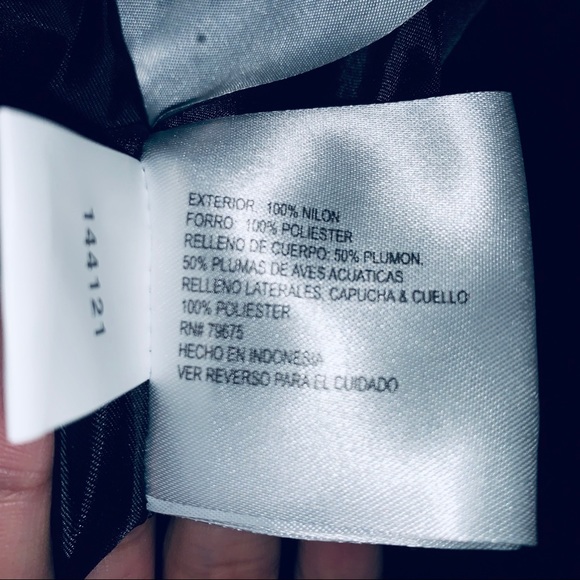 EXTERIOR: 100% NILON
FORRO: 100% POLIESTER
RELLENO DE CUERPO: 50% PLUMON,
50% PLUMAS DE AVES ACUATICAS
RELLENO LATERALES, CAPUCHA & CUELLO
100% POLIESTER
RN# 79675
HECHO EN INDONESIA
VER REVERSO PARA EL CUIDADO
144121